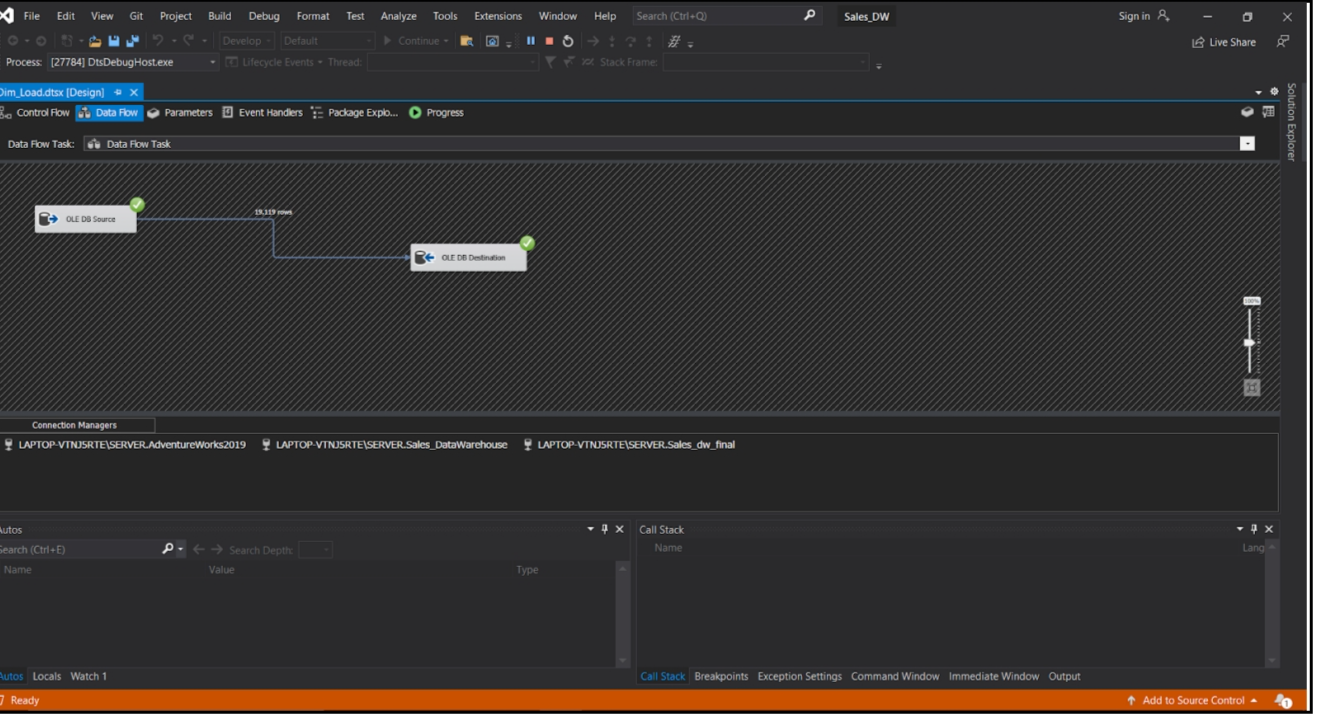 File Edit View Git Project Build Debug Format Test Analyze Tools Extensions Window Help Search (Ctrl+Q) Sales_DW Sign in
Develop Default Continue Live Share
Process: [27784] DtsDebugHost.exe Lifecycle Events Thread: Stack Frame:
Dim_Load.dtsx [Design]
Control Flow Data Flow Parameters Event Handlers Package Explo... Progress
Data Flow Task: Data Flow Task
Solution Explorer
19,119 rows
OLE DB Source
OLE DB Destination
100%
Connection Managers
LAPTOP-VTNJ5RTE\SERVER.AdventureWorks2019 LAPTOP-VTNJ5RTE\SERVER.Sales_DataWarehouse LAPTOP-VTNJ5RTE\SERVER.Sales_dw_final
Autos Call Stack
Search (Ctrl+E) Search Depth: Name Lang
Name Value Type
Autos Locals Watch 1 Call Stack Breakpoints Exception Settings Command Window Immediate Window Output
Ready Add to Source Control 1